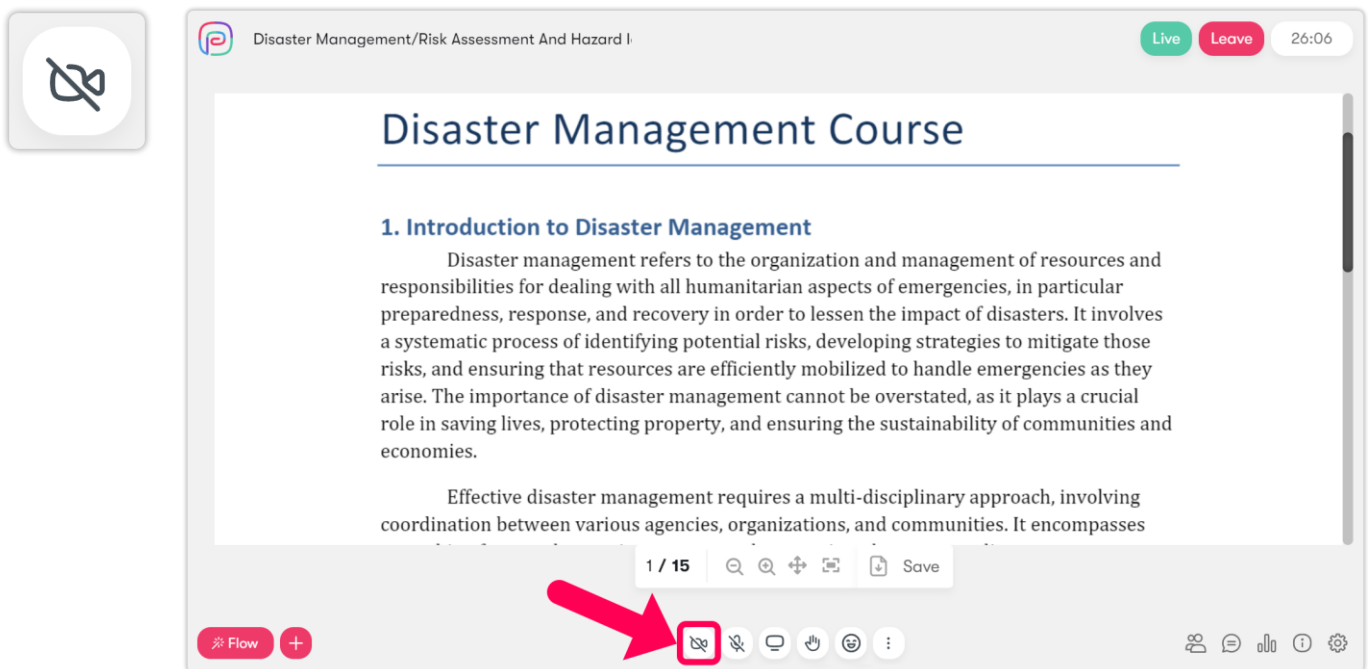 Disaster Management/Risk Assessment And Hazard
Live
Leave
26:06
Disaster Management Course
1. Introduction to Disaster Management
Disaster management refers to the organization and management of resources and
responsibilities for dealing with all humanitarian aspects of emergencies, in particular
preparedness, response, and recovery in order to lessen the impact of disasters. It involves
a systematic process of identifying potential risks, developing strategies to mitigate those
risks, and ensuring that resources are efficiently mobilized to handle emergencies as they
arise. The importance of disaster management cannot be overstated, as it plays a crucial
role in saving lives, protecting property, and ensuring the sustainability of communities and
economies.
Effective disaster management requires a multi-disciplinary approach, involving
coordination between various agencies, organizations, and communities. It encompasses
1 / 15
Save
Flow